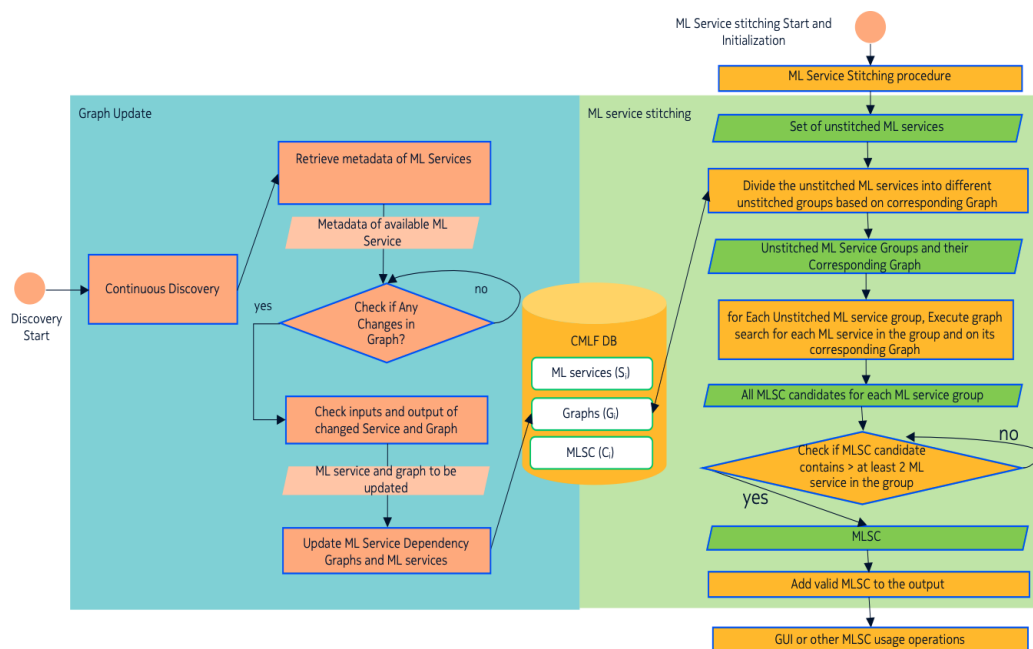 ML Service stitching Start and
Initialization
ML Service Stitching procedure
Graph Update
ML service stitching
Set of unstitched ML services
Retrieve metadata of ML Services
Divide the unstitched ML services into different
unstitched groups based on corresponding Graph
Metadata of available ML
Service
Unstitched ML Service Groups and their
Corresponding Graph
Continuous Discovery
Discovery
Start
yes
no
Check if Any
Changes in
Graph?
for Each Unstitched ML service group, Execute graph
search for each ML service in the group and on its
corresponding Graph
CMLF DB
ML services (Sᵢ)
Graphs (Gᵢ)
MLSC (Cᵢ)
All MLSC candidates for each ML service group
Check inputs and output of
changed Service and Graph
no
Check if MLSC candidate
contains > at least 2 ML
service in the group
yes
ML service and graph to be
updated
MLSC
Update ML Service Dependency
Graphs and ML services
Add valid MLSC to the output
GUI or other MLSC usage operations